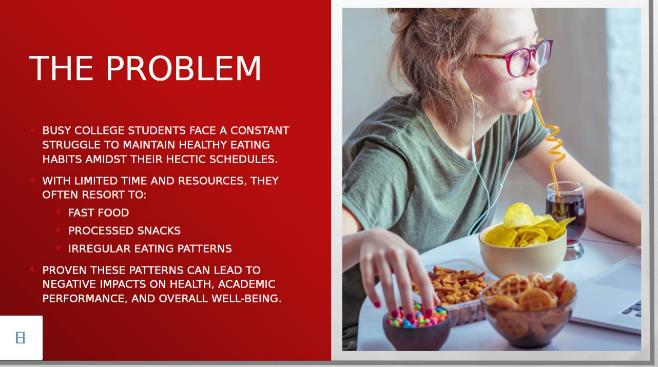 THE PROBLEM
BUSY COLLEGE STUDENTS FACE A CONSTANT
STRUGGLE TO MAINTAIN HEALTHY EATING
HABITS AMIDST THEIR HECTIC SCHEDULES.
WITH LIMITED TIME AND RESOURCES, THEY
OFTEN RESORT TO:
FAST FOOD
PROCESSED SNACKS
IRREGULAR EATING PATTERNS
PROVEN THESE PATTERNS CAN LEAD TO
NEGATIVE IMPACTS ON HEALTH, ACADEMIC
PERFORMANCE, AND OVERALL WELL-BEING.